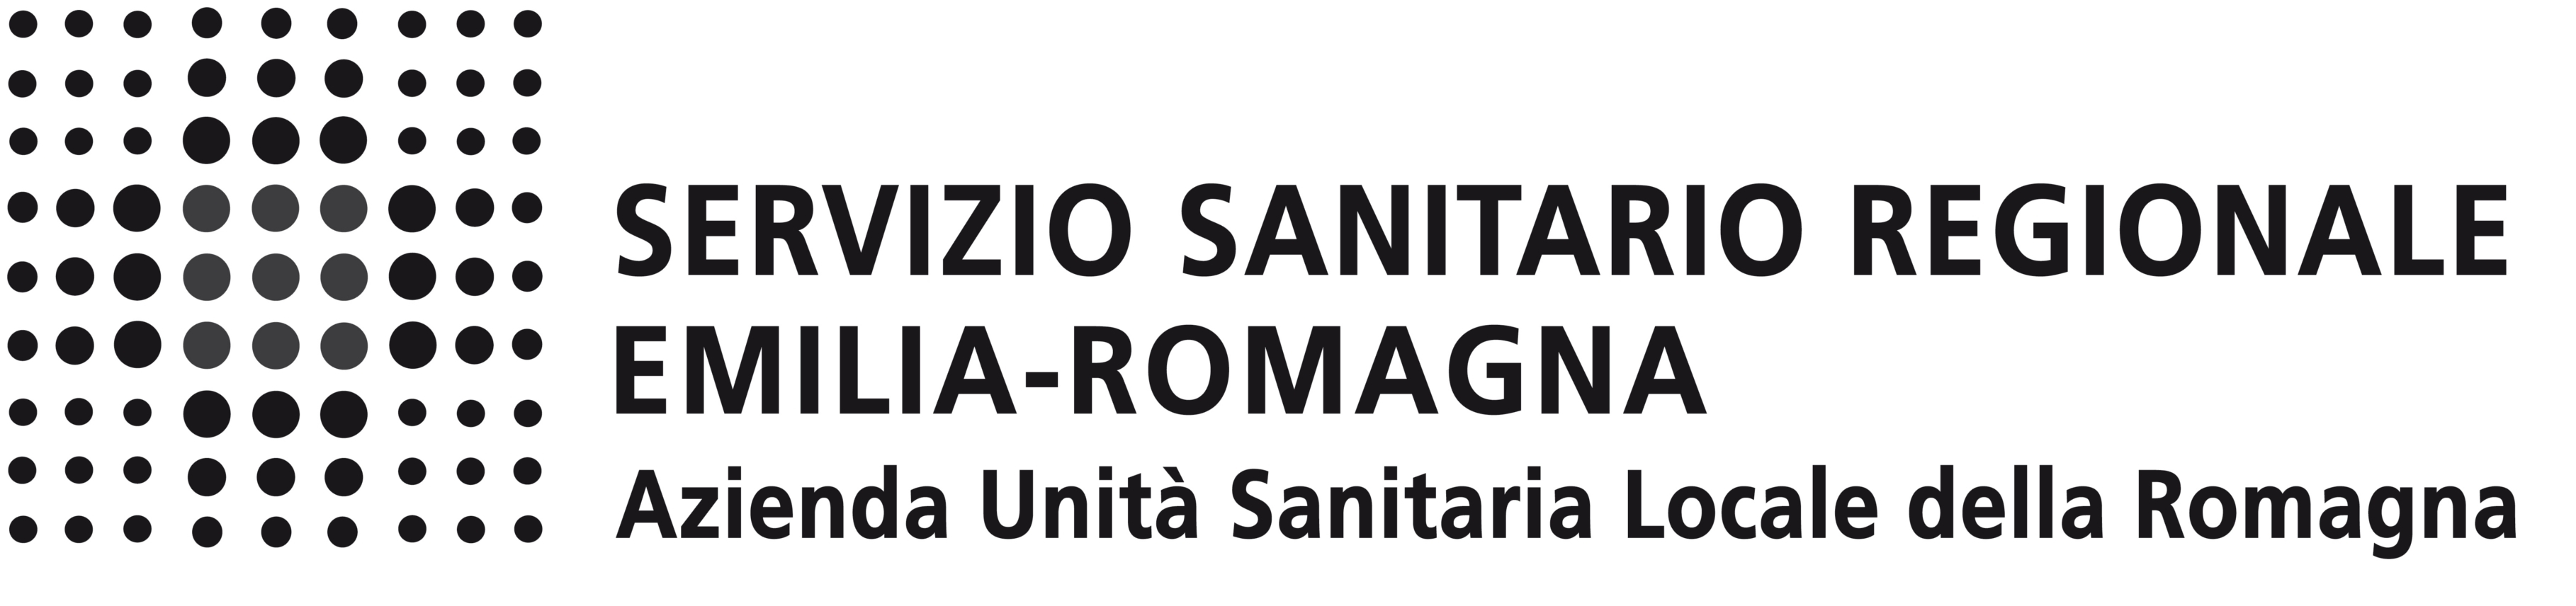 SERVIZIO SANITARIO REGIONALE
EMILIA-ROMAGNA
Azienda Unità Sanitaria Locale della Romagna